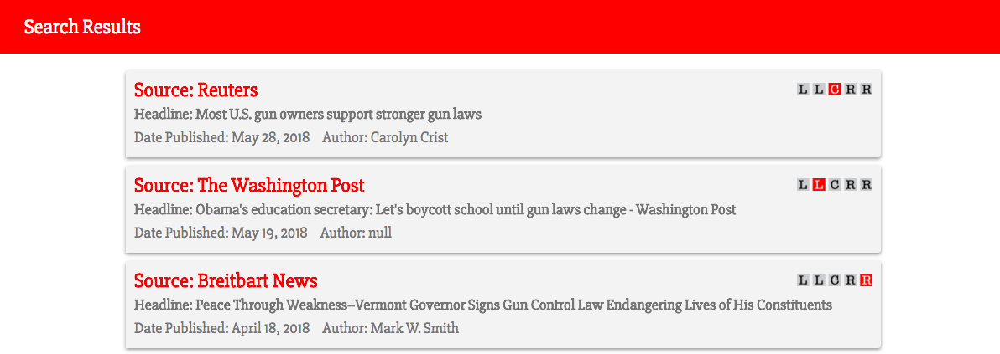 Search Results
Source: Reuters
L L C R R
Headline: Most U.S. gun owners support stronger gun laws
Date Published: May 28, 2018 Author: Carolyn Crist
Source: The Washington Post
L L C R R
Headline: Obama's education secretary: Let's boycott school until gun laws change - Washington Post
Date Published: May 19, 2018 Author: null
Source: Breitbart News
L L C R R
Headline: Peace Through Weakness–Vermont Governor Signs Gun Control Law Endangering Lives of His Constituents
Date Published: April 18, 2018 Author: Mark W. Smith